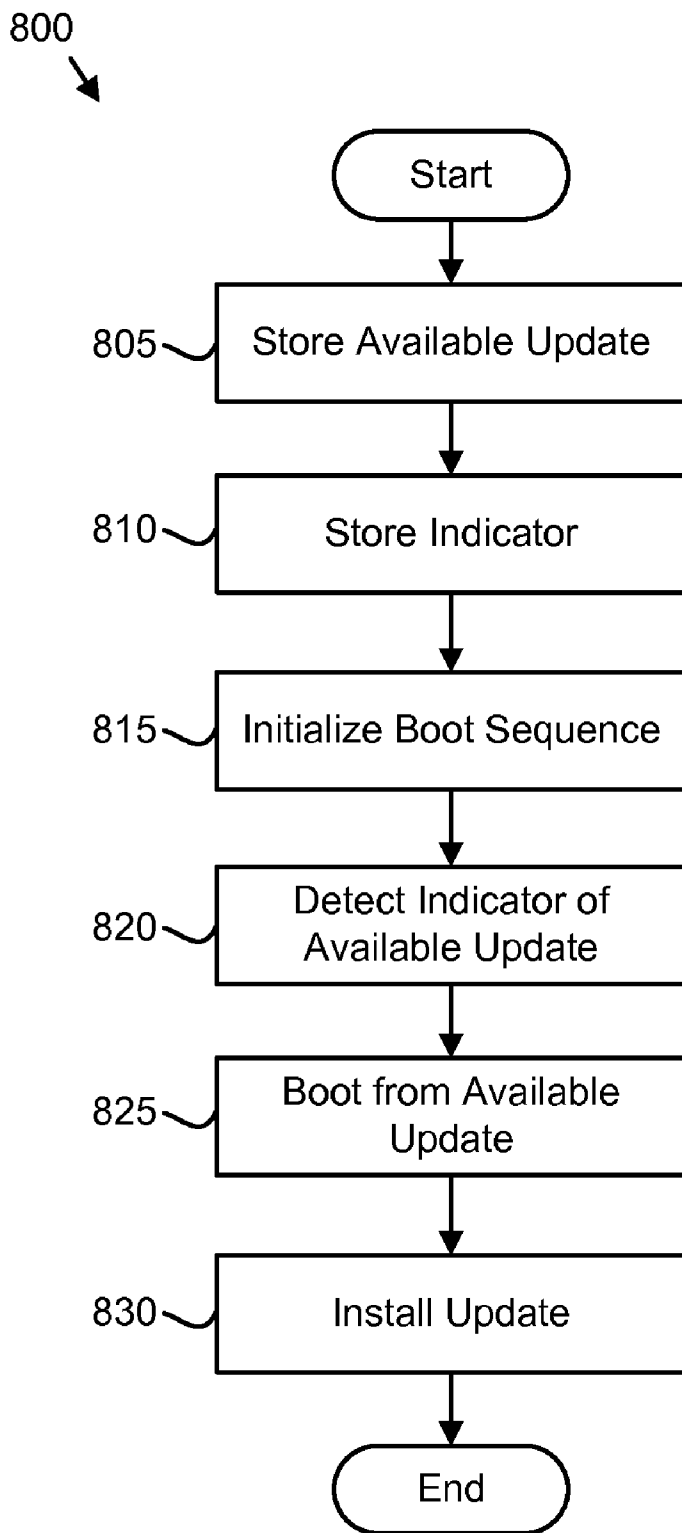 800
Start
805
Store Available Update
810
Store Indicator
815
Initialize Boot Sequence
820
Detect Indicator of
Available Update
825
Boot from Available
Update
830
Install Update
End